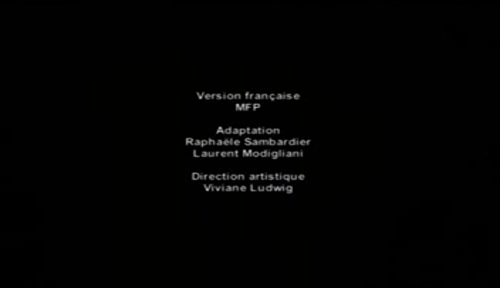 Version française
MFP
Adaptation
Raphaële Sambardier
Laurent Modigliani
Direction artistique
Viviane Ludwig